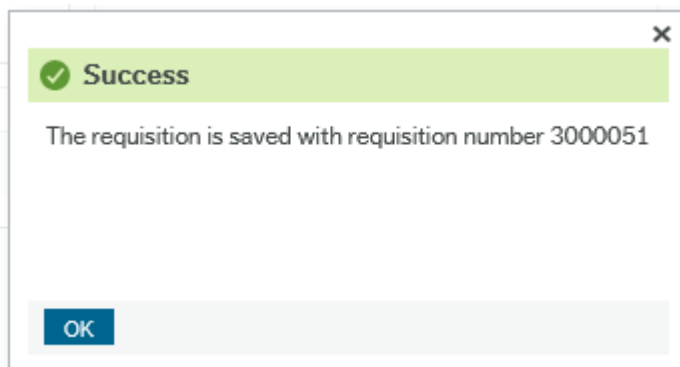 Success
The requisition is saved with requisition number 3000051
OK